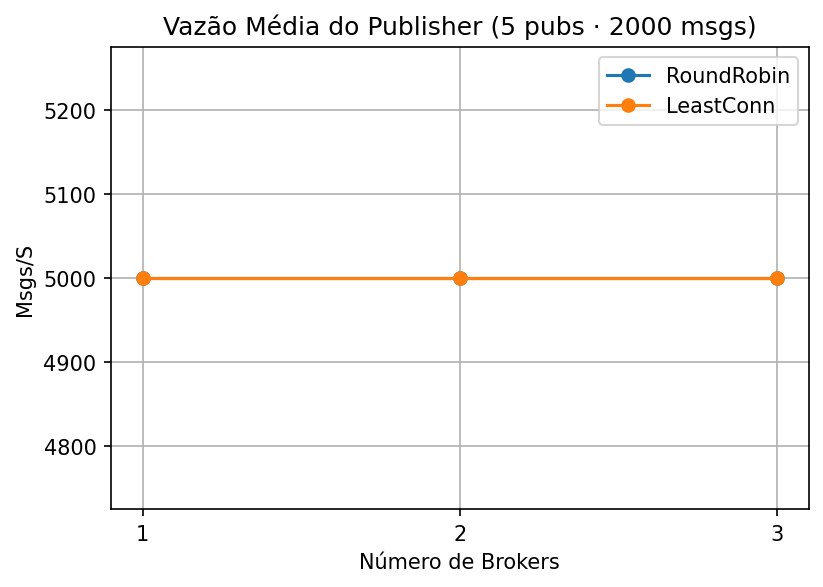 Vazão Média do Publisher (5 pubs · 2000 msgs)
RoundRobin
LeastConn
5200
5100
5000
4900
4800
Msgs/S
1 2 3
Número de Brokers